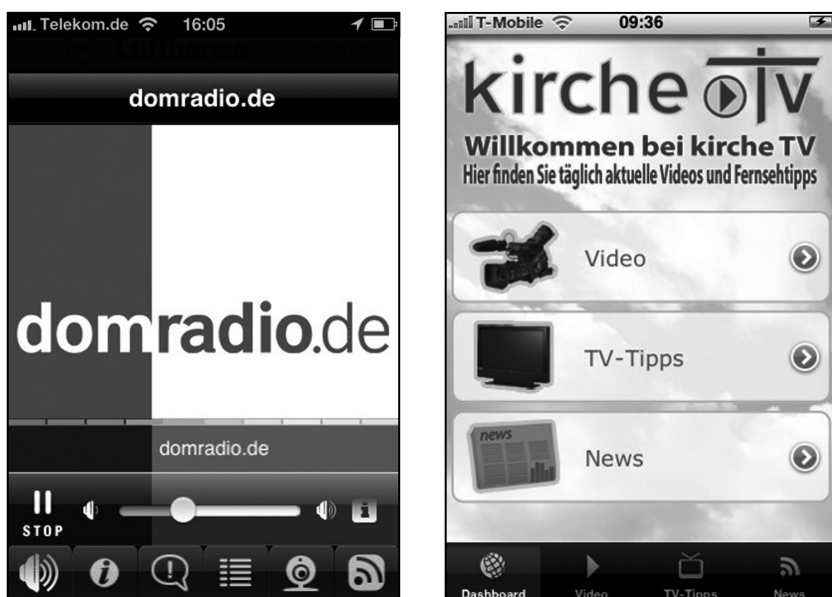 Telekom.de 16:05
domradio.de
domradio.de
domradio.de
STOP
T-Mobile 09:36
kirche TV
Willkommen bei kirche TV
Hier finden Sie täglich aktuelle Videos und Fernsehtipps
Video
TV-Tipps
news
News
Dashboard Video TV-Tipps News